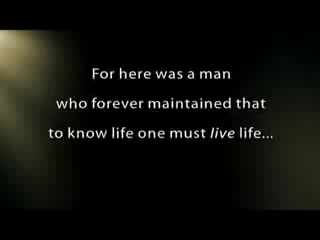 For here was a man
who forever maintained that
to know life one must live life...